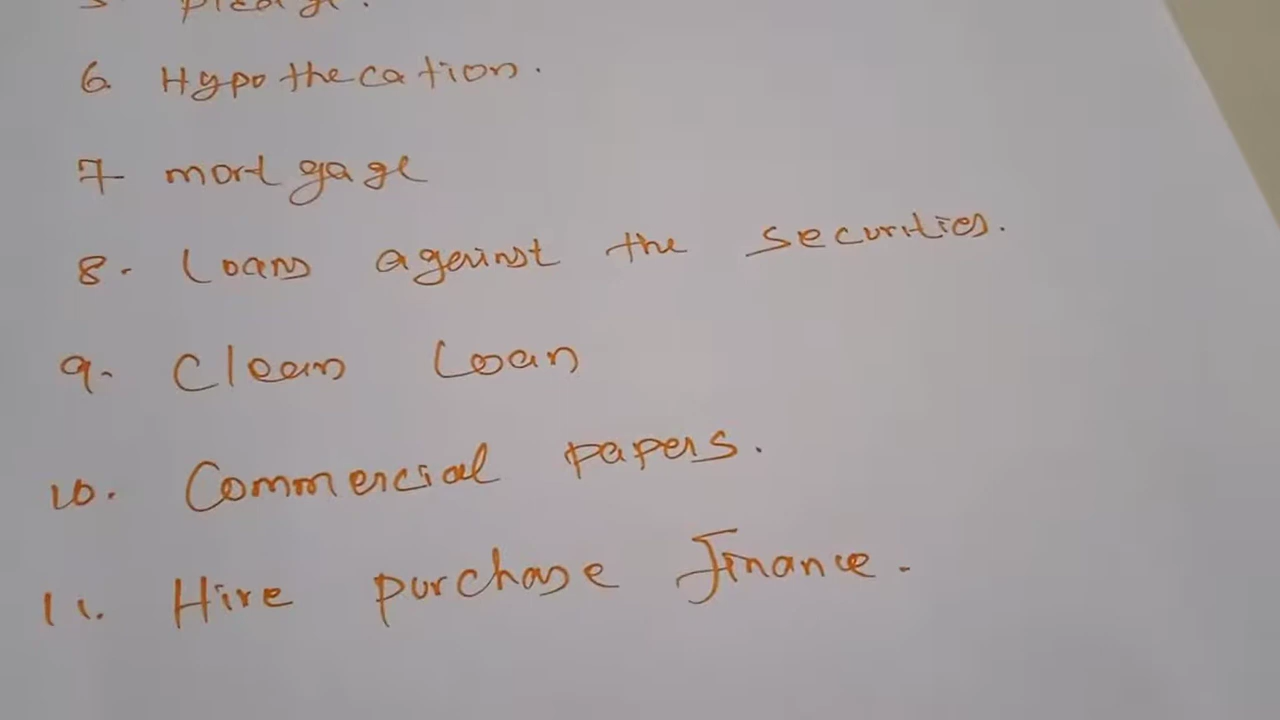 6. Hypothecation.
7 mortgage
8. Loans against the securities.
9. Clean Loan
10. Commercial papers.
11. Hire purchase finance.